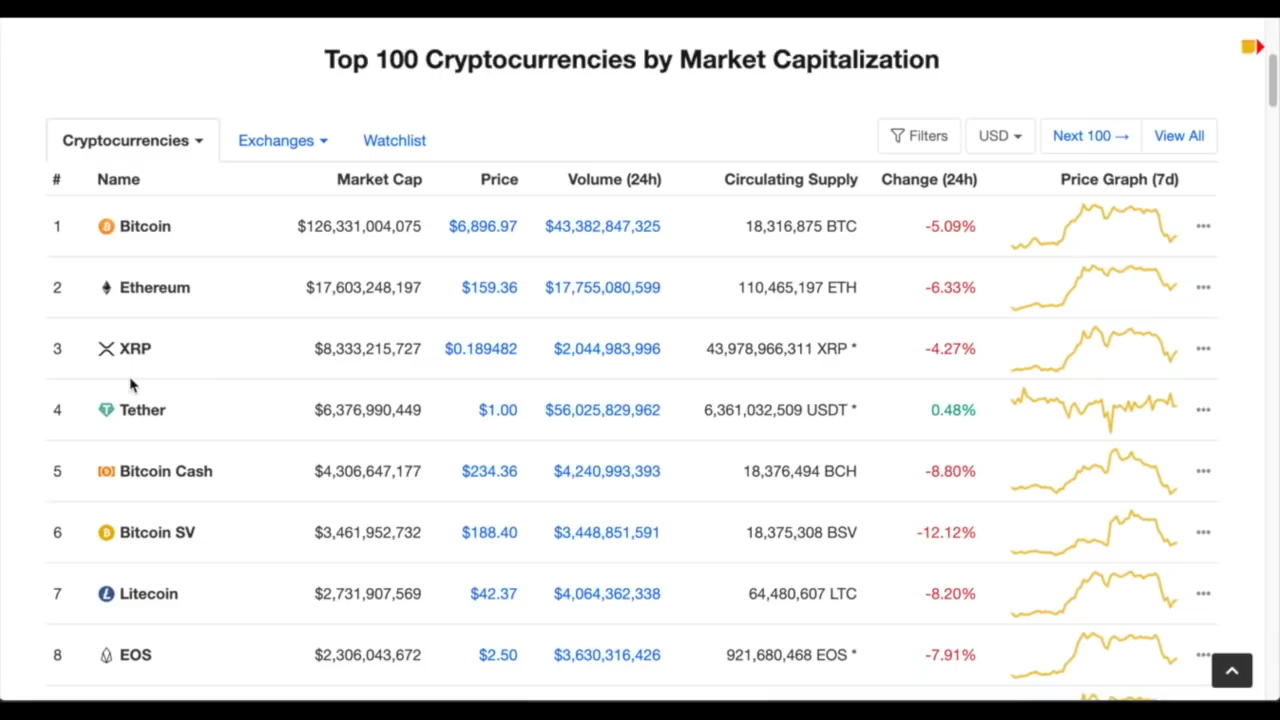 Top 100 Cryptocurrencies by Market Capitalization
Cryptocurrencies Exchanges Watchlist Filters USD Next 100 → View All
# Name Market Cap Price Volume (24h) Circulating Supply Change (24h) Price Graph (7d)
1 Bitcoin $126,331,004,075 $6,896.97 $43,382,847,325 18,316,875 BTC -5.09%
2 Ethereum $17,603,248,197 $159.36 $17,755,080,599 110,465,197 ETH -6.33%
3 XRP $8,333,215,727 $0.189482 $2,044,983,996 43,978,966,311 XRP * -4.27%
4 Tether $6,376,990,449 $1.00 $56,025,829,962 6,361,032,509 USDT * 0.48%
5 Bitcoin Cash $4,306,647,177 $234.36 $4,240,993,393 18,376,494 BCH -8.80%
6 Bitcoin SV $3,461,952,732 $188.40 $3,448,851,591 18,375,308 BSV -12.12%
7 Litecoin $2,731,907,569 $42.37 $4,064,362,338 64,480,607 LTC -8.20%
8 EOS $2,306,043,672 $2.50 $3,630,316,426 921,680,468 EOS * -7.91%